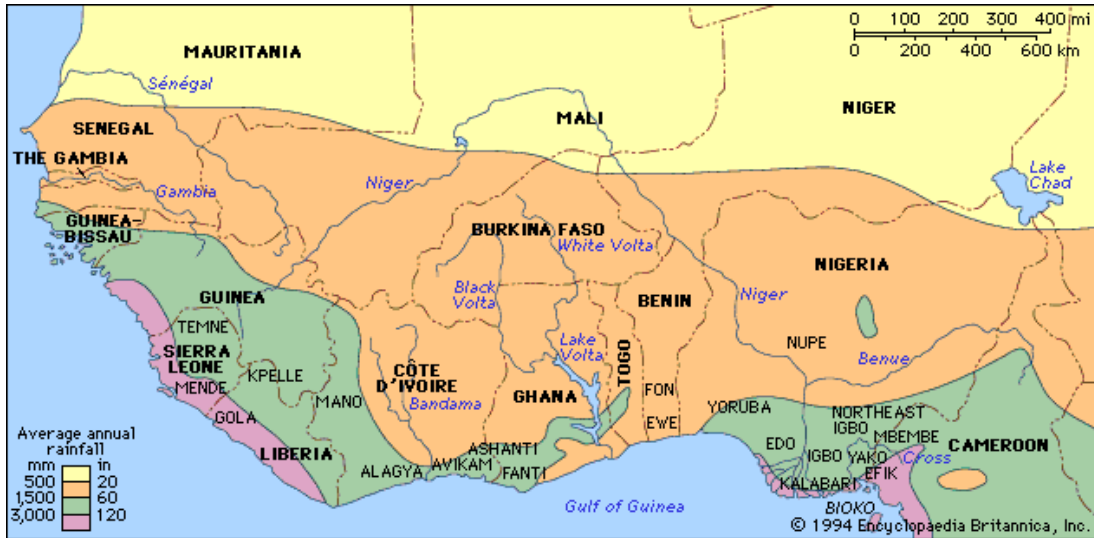 0 100 200 300 400 mi
0 200 400 600 km
MAURITANIA
Sénégal
MALI
NIGER
SENEGAL
THE GAMBIA
Gambia
Niger
Lake
Chad
GUINEA-
BISSAU
BURKINA FASO
White Volta
NIGERIA
Black
Volta
BENIN
Niger
GUINEA
TEMNE
NUPE
SIERRA
LEONE
KPELLE
Lake
Volta
TOGO
Benue
CÔTE
D'IVOIRE
MENDE
MANO
Bandama
GHANA
FON
GOLA
YORUBA
EWE
NORTHEAST
IGBO
MBEMBE
CAMEROON
LIBERIA
ASHANTI
EDO
IGBO
YAKO
Cross
ALAGYA
AVIKAM
FANTI
EFIK
KALABARI
BIOKO
Gulf of Guinea
Average annual
rainfall
mm in
500 20
1,500 60
3,000 120
© 1994 Encyclopaedia Britannica, Inc.